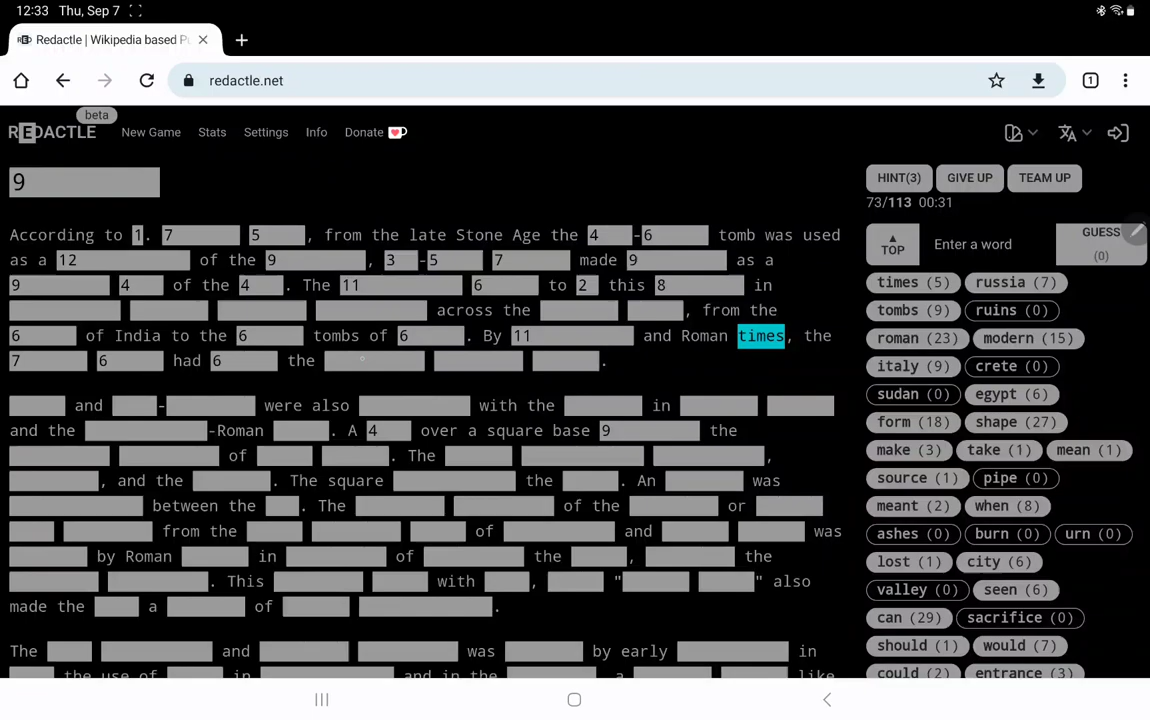 12:33 Thu, Sep 7
Redactle | Wikipedia based P
redactle.net
1
beta
REDACTLE New Game Stats Settings Info Donate
9
HINT(3) GIVE UP TEAM UP
73/113 00:31
▲ TOP Enter a word GUESS (0)
According to 1. 7 5, from the late Stone Age the 4-6 tomb was used
as a 12 of the 9, 3-5 7 made 9 as a
9 4 of the 4. The 11 6 to 2 this 8 in
across the , from the
6 of India to the 6 tombs of 6. By 11 and Roman times, the
7 6 had 6 the .
and - were also with the in
and the -Roman . A 4 over a square base 9 the
of . The ,
, and the . The square the . An was
between the . The of the or
from the of and was
by Roman in of the , the
. This with , " " also
made the a of .
The and was by early in
the use of in and in the , a like
times (5) russia (7)
tombs (9) ruins (0)
roman (23) modern (15)
italy (9) crete (0)
sudan (0) egypt (6)
form (18) shape (27)
make (3) take (1) mean (1)
source (1) pipe (0)
meant (2) when (8)
ashes (0) burn (0) urn (0)
lost (1) city (6)
valley (0) seen (6)
can (29) sacrifice (0)
should (1) would (7)
could (2) entrance (3)